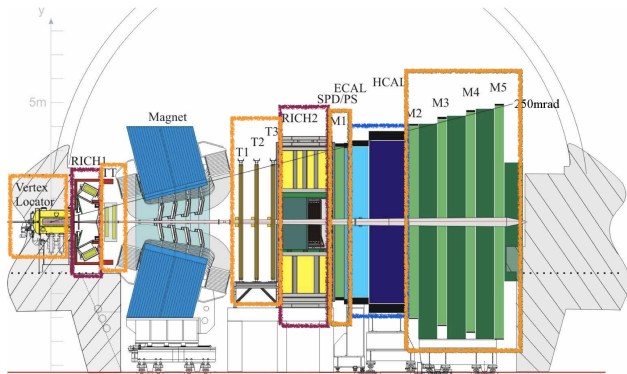 y
5m
Vertex
Locator
RICH1
TT
Magnet
T1
T2
T3
RICH2
SPD/PS
M1
ECAL
HCAL
M2
M3
M4
M5
250mrad